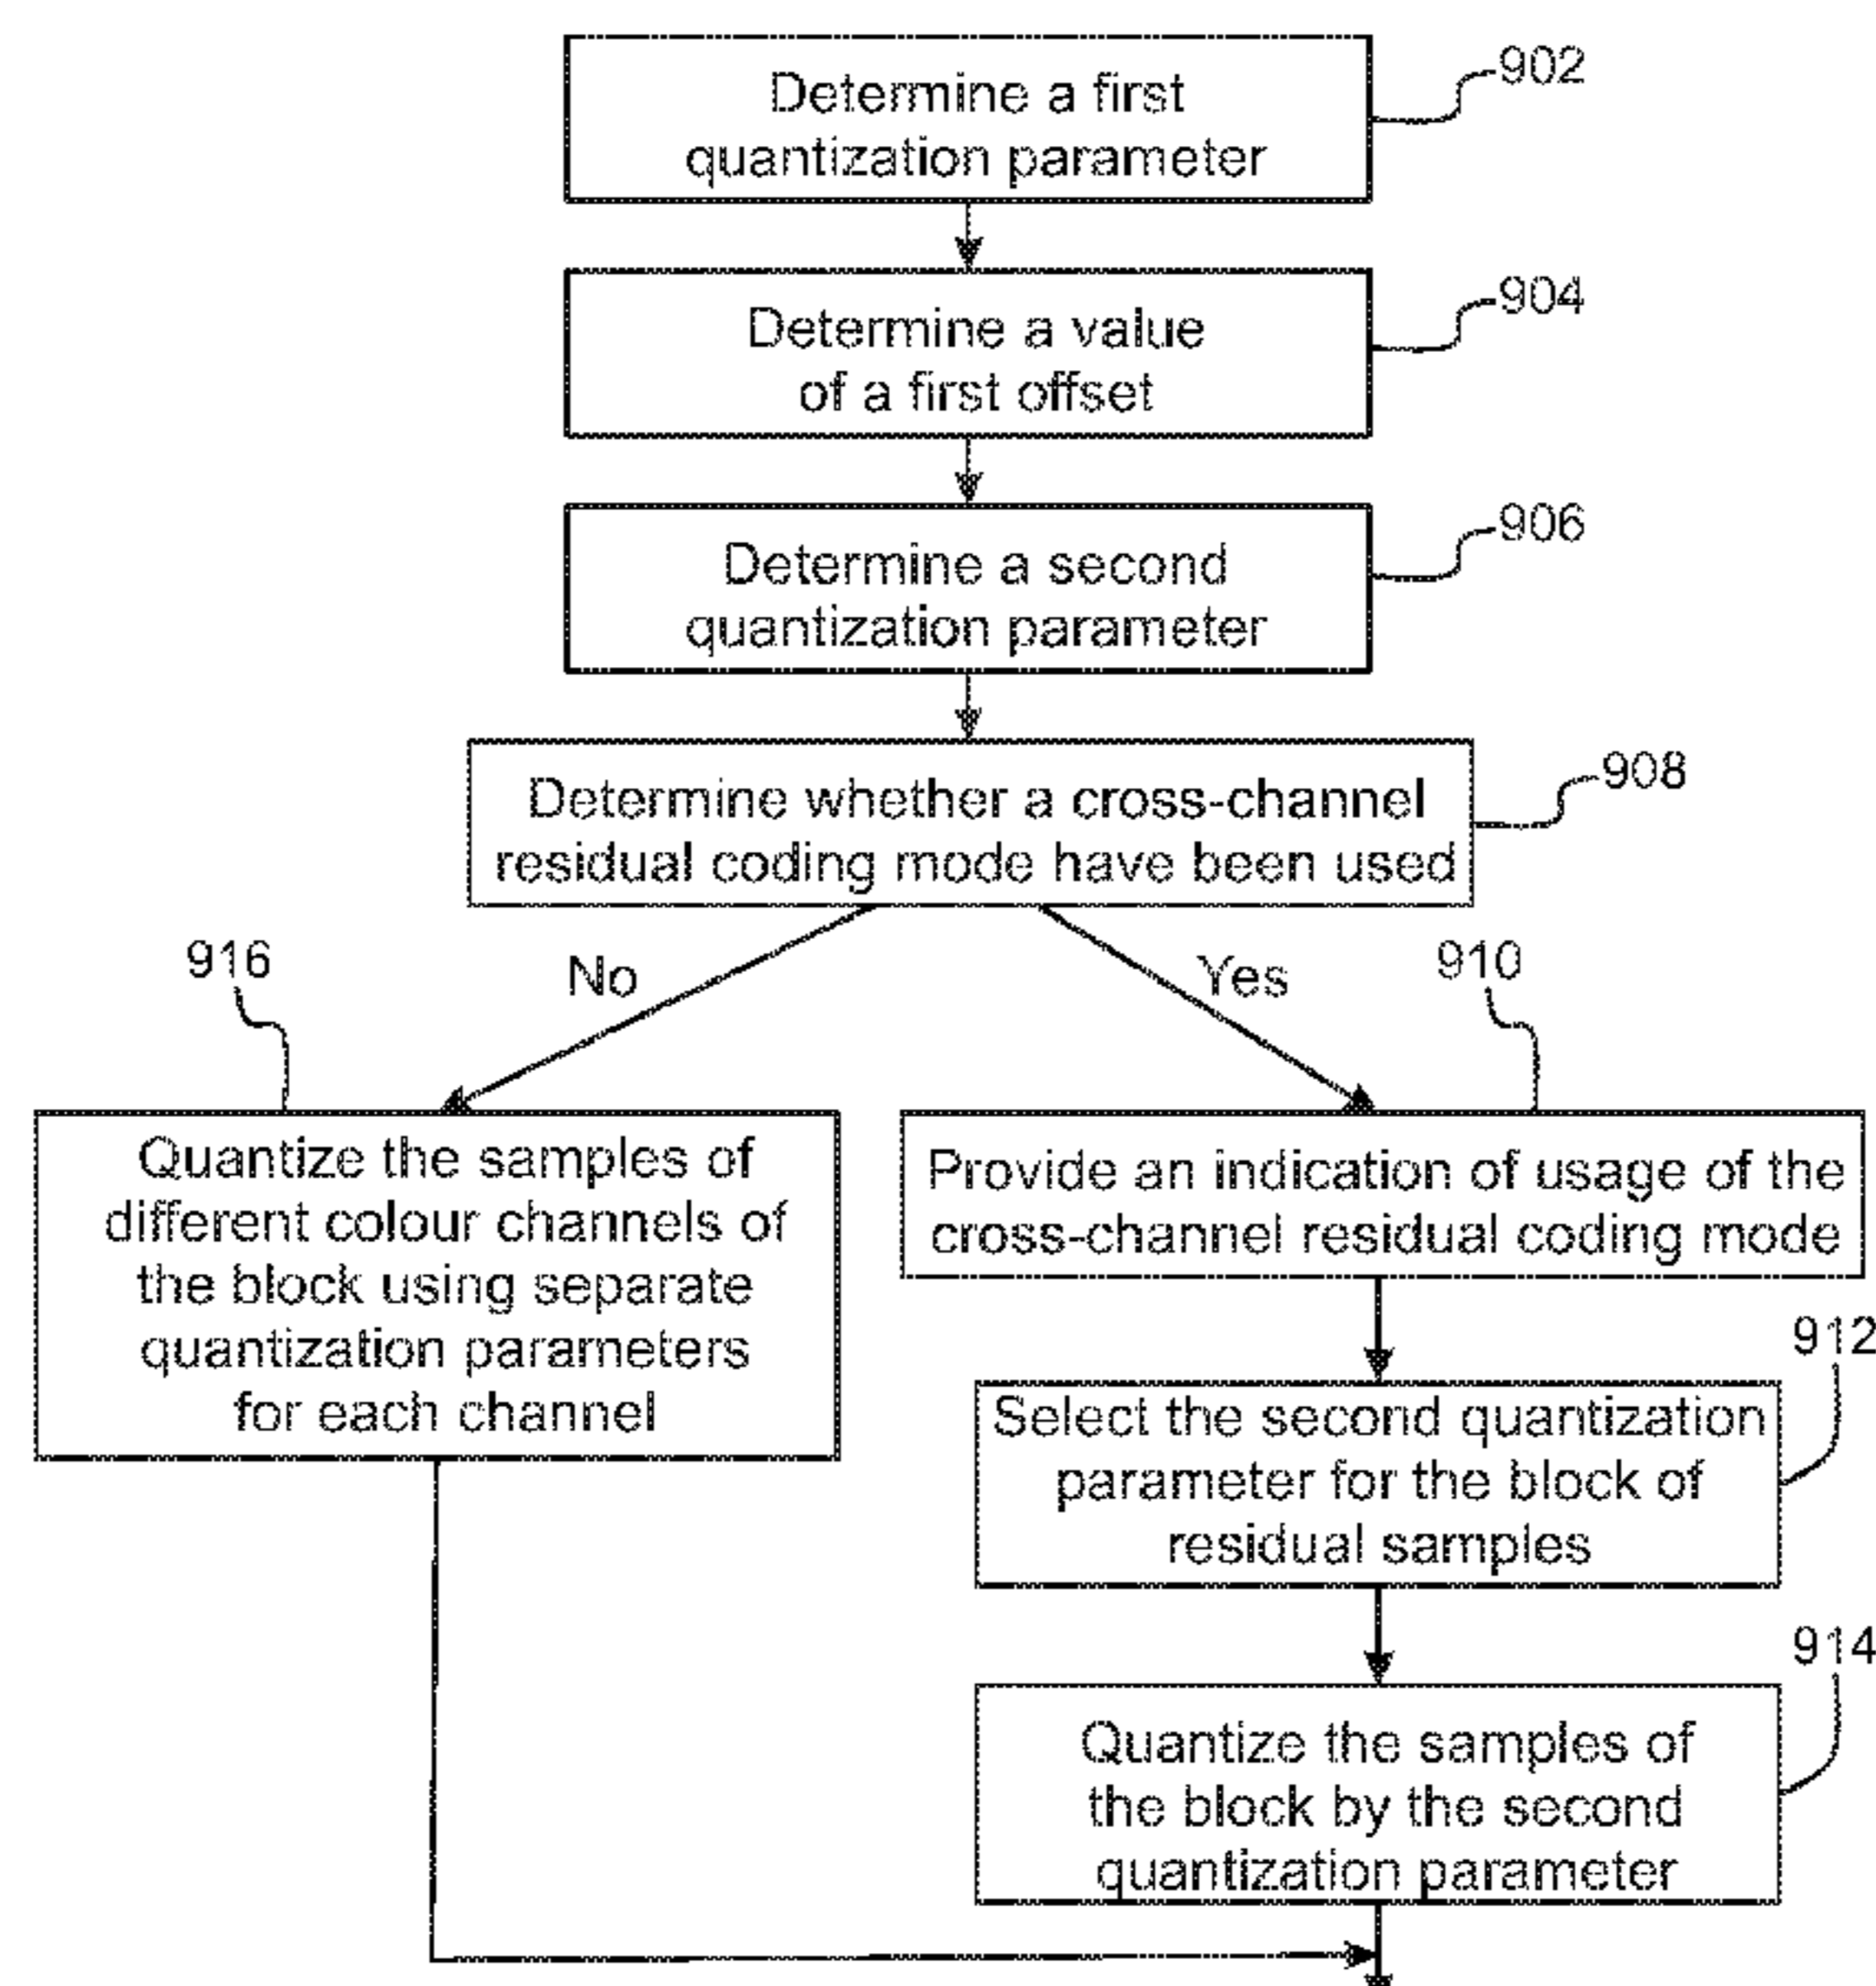 Determine a first
quantization parameter
902
Determine a value
of a first offset
904
Determine a second
quantization parameter
906
Determine whether a cross-channel
residual coding mode have been used
908
No
Yes
916
910
Quantize the samples of
different colour channels of
the block using separate
quantization parameters
for each channel
Provide an indication of usage of the
cross-channel residual coding mode
912
Select the second quantization
parameter for the block of
residual samples
914
Quantize the samples of
the block by the second
quantization parameter